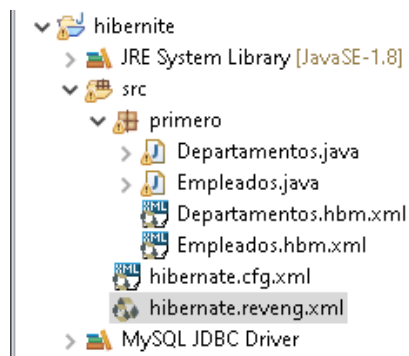 hibernite
JRE System Library [JavaSE-1.8]
src
primero
Departamentos.java
Empleados.java
Departamentos.hbm.xml
Empleados.hbm.xml
hibernate.cfg.xml
hibernate.reveng.xml
MySQL JDBC Driver